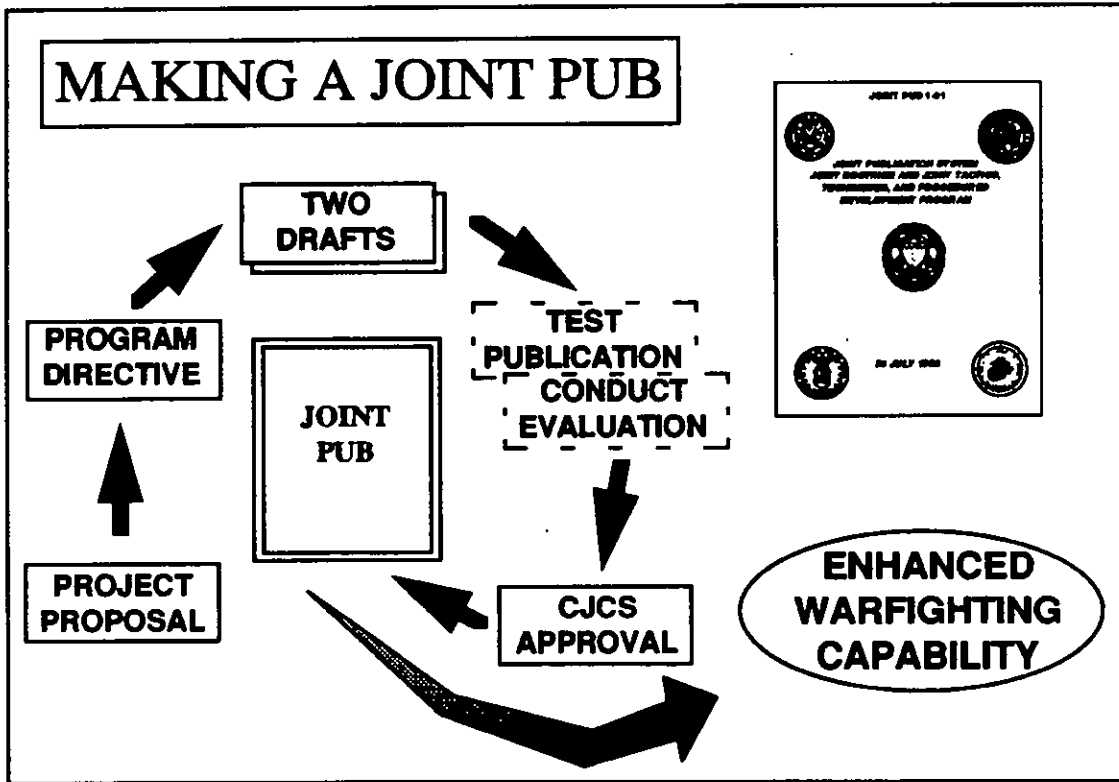 MAKING A JOINT PUB
JOINT PUB 1-01
JOINT PUBLICATION SYSTEM
JOINT DOCTRINE AND JOINT TACTICS,
TECHNIQUES, AND PROCEDURES
DEVELOPMENT PROGRAM
JULY
TWO
DRAFTS
PROGRAM
DIRECTIVE
TEST
PUBLICATION
CONDUCT
EVALUATION
JOINT
PUB
PROJECT
PROPOSAL
CJCS
APPROVAL
ENHANCED
WARFIGHTING
CAPABILITY